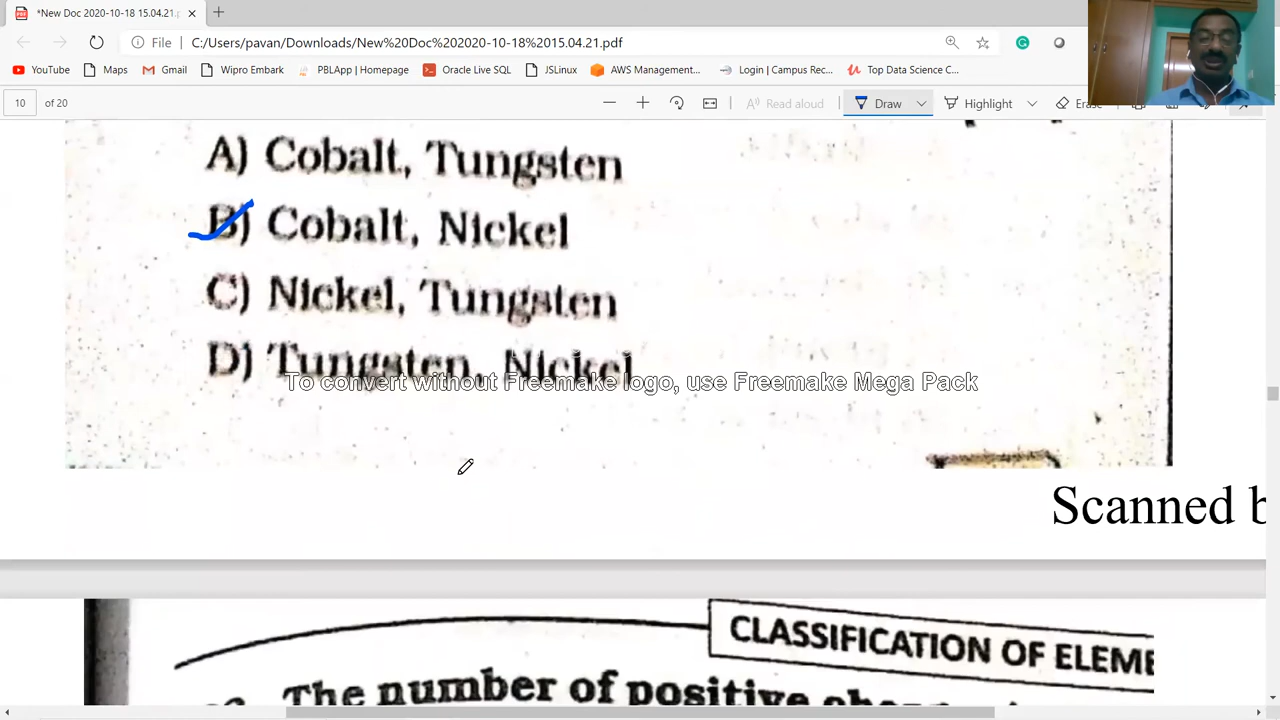 *New Doc 2020-10-18 15.04.21.p
File
C:/Users/pavan/Downloads/New%20Doc%202020-10-18%2015.04.21.pdf
YouTube Maps Gmail Wipro Embark PBLApp | Homepage Oracle Live SQL JSLinux AWS Management... Login | Campus Rec... Top Data Science C...
10 of 20 Read aloud Draw Highlight Erase
A) Cobalt, Tungsten
B) Cobalt, Nickel
C) Nickel, Tungsten
D) Tungsten, Nickel
To convert without Freemake logo, use Freemake Mega Pack
Scanned b
CLASSIFICATION OF ELEME
The number of positive